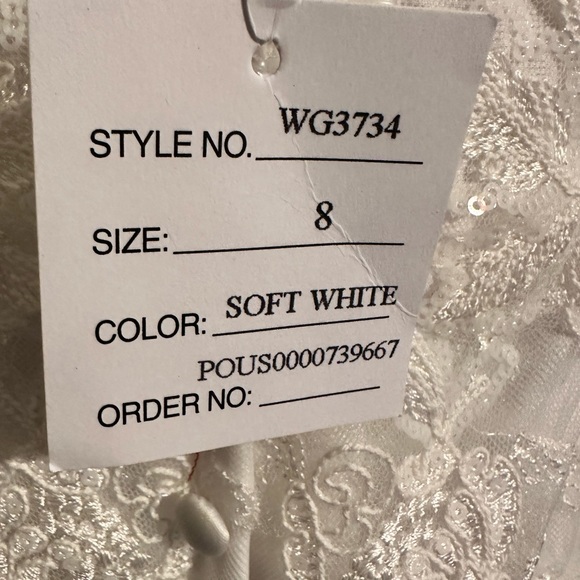 STYLE NO. WG3734
SIZE: 8
COLOR: SOFT WHITE
POUS0000739667
ORDER NO: